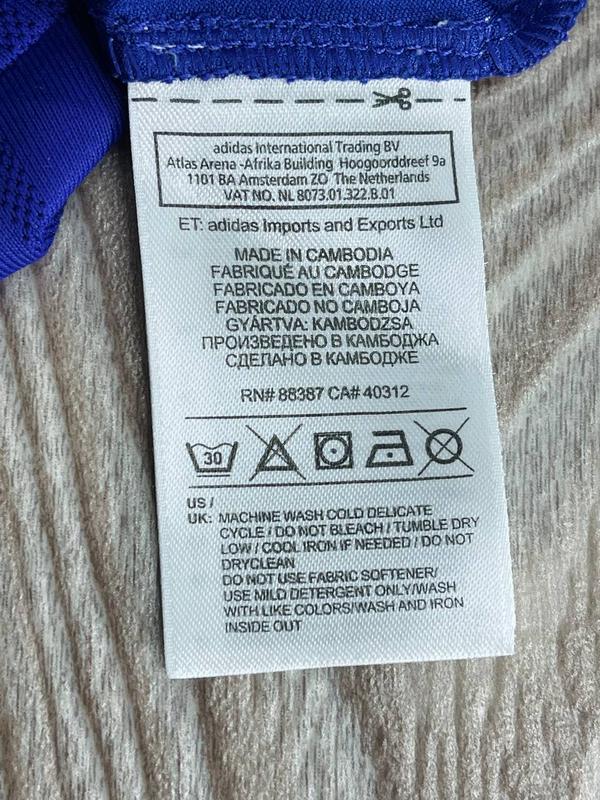 adidas International Trading BV
Atlas Arena -Afrika Building Hoogoorddreef 9a
1101 BA Amsterdam ZO The Netherlands
VAT NO. NL 8073.01.322.B.01
ET: adidas Imports and Exports Ltd
MADE IN CAMBODIA
FABRIQUÉ AU CAMBODGE
FABRICADO EN CAMBOYA
FABRICADO NO CAMBOJA
GYÁRTVA: KAMBODZSA
ПРОИЗВЕДЕНО В КАМБОДЖА
СДЕЛАНО В КАМБОДЖЕ
RN# 88387 CA# 40312
30
US /
UK: MACHINE WASH COLD DELICATE
CYCLE / DO NOT BLEACH / TUMBLE DRY
LOW / COOL IRON IF NEEDED / DO NOT
DRYCLEAN
DO NOT USE FABRIC SOFTENER/
USE MILD DETERGENT ONLY/WASH
WITH LIKE COLORS/WASH AND IRON
INSIDE OUT